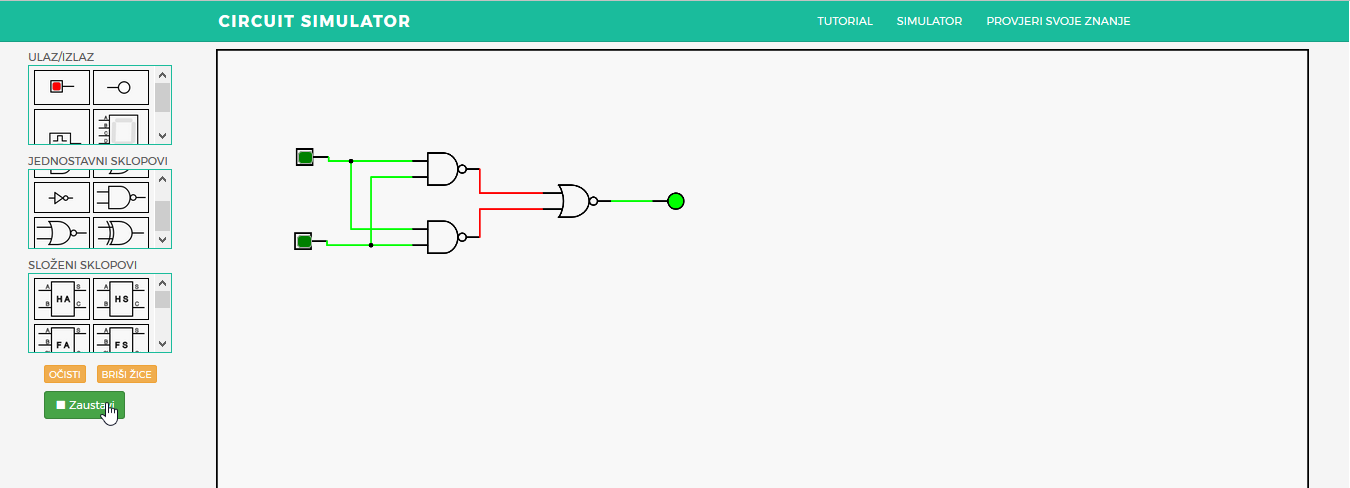 CIRCUIT SIMULATOR
TUTORIAL SIMULATOR PROVJERI SVOJE ZNANJE
ULAZ/IZLAZ
A
B
C
D
JEDNOSTAVNI SKLOPOVI
SLOŽENI SKLOPOVI
A HA S A HS S
B C B C
A FA S A FS S
B B
OČISTI BRIŠI ŽICE
Zaustavi